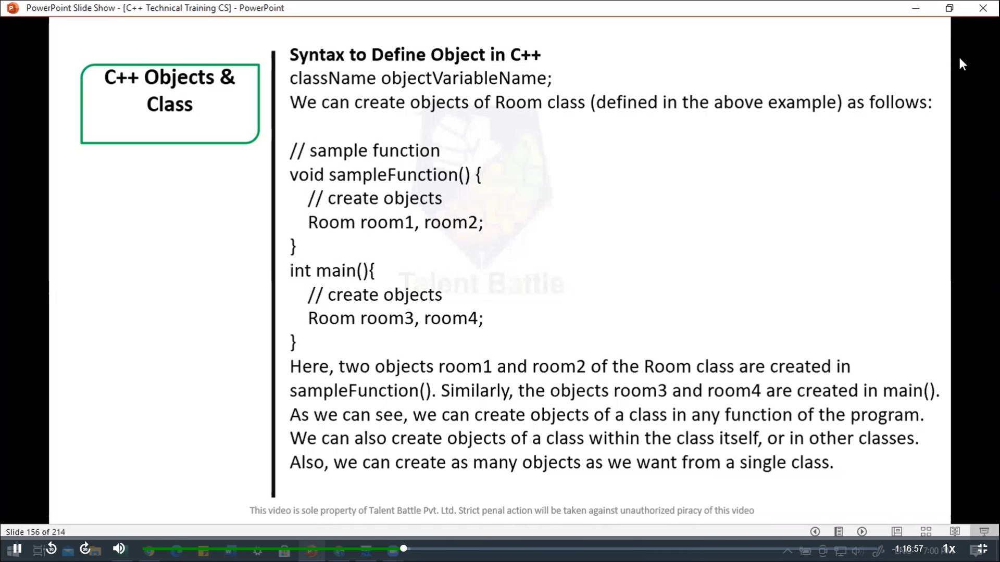 PowerPoint Slide Show - [C++ Technical Training CS] - PowerPoint
C++ Objects &
Class
Syntax to Define Object in C++
className objectVariableName;
We can create objects of Room class (defined in the above example) as follows:
// sample function
void sampleFunction() {
// create objects
Room room1, room2;
}
int main(){
// create objects
Room room3, room4;
}
Here, two objects room1 and room2 of the Room class are created in
sampleFunction(). Similarly, the objects room3 and room4 are created in main().
As we can see, we can create objects of a class in any function of the program.
We can also create objects of a class within the class itself, or in other classes.
Also, we can create as many objects as we want from a single class.
Talent Battle
This video is sole property of Talent Battle Pvt. Ltd. Strict penal action will be taken against unauthorized piracy of this video
Slide 156 of 214
10
30
-1:16:57
7:00 PM
1x